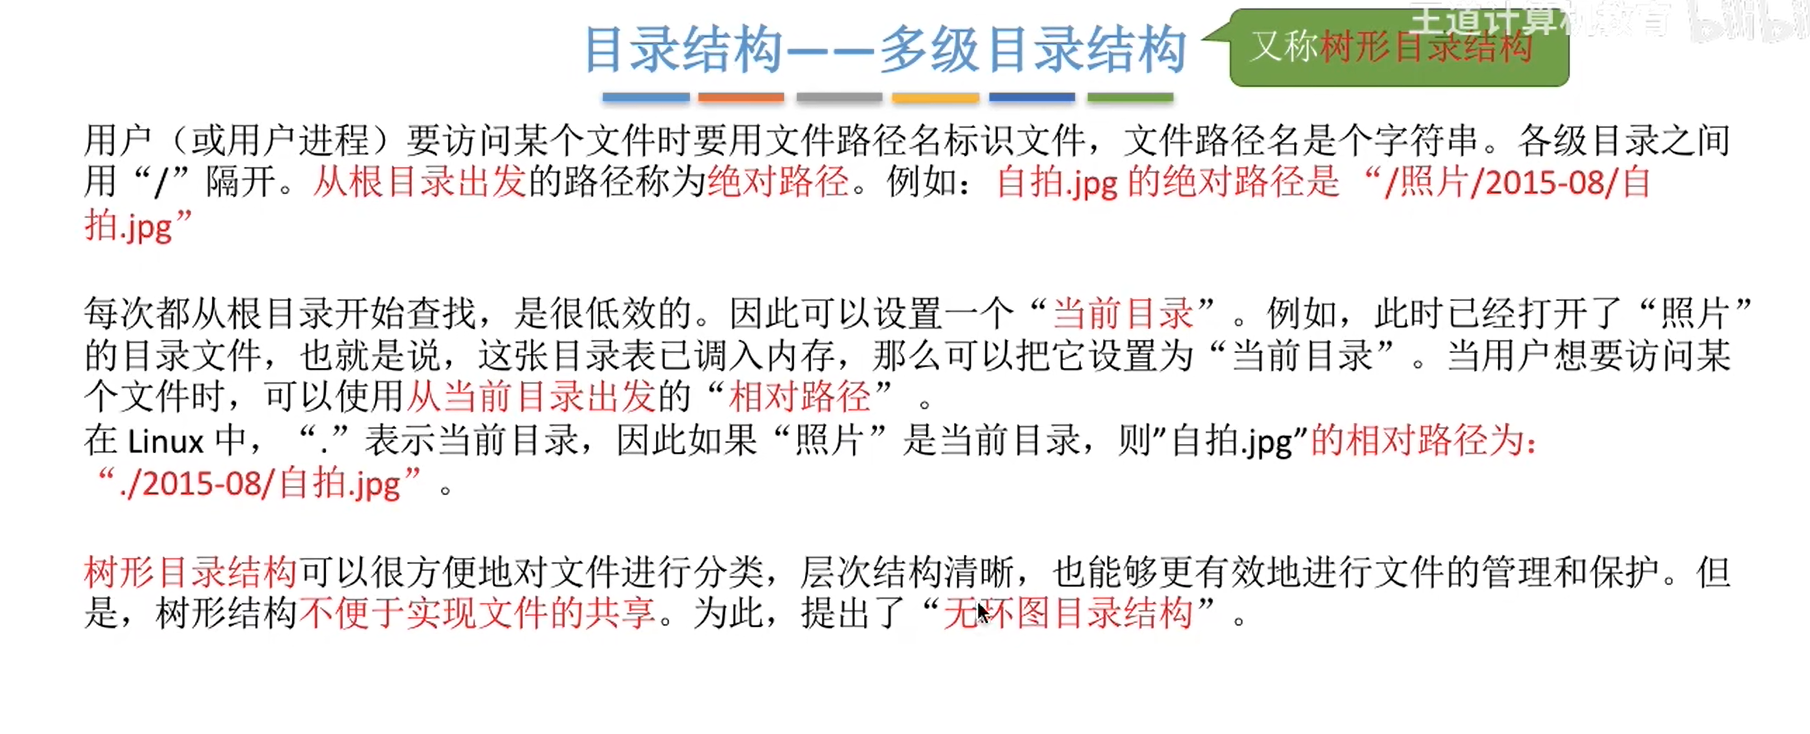 目录结构——多级目录结构
又称树形目录结构
王道计算机教育
bilibili
用户（或用户进程）要访问某个文件时要用文件路径名标识文件，文件路径名是个字符串。各级目录之间
用“/”隔开。从根目录出发的路径称为绝对路径。例如：自拍.jpg 的绝对路径是 “/照片/2015-08/自
拍.jpg”
每次都从根目录开始查找，是很低效的。因此可以设置一个“当前目录”。例如，此时已经打开了“照片”
的目录文件，也就是说，这张目录表已调入内存，那么可以把它设置为“当前目录”。当用户想要访问某
个文件时，可以使用从当前目录出发的“相对路径” 。
在 Linux 中，“.”表示当前目录，因此如果“照片”是当前目录，则”自拍.jpg”的相对路径为：
“./2015-08/自拍.jpg”。
树形目录结构可以很方便地对文件进行分类，层次结构清晰，也能够更有效地进行文件的管理和保护。但
是，树形结构不便于实现文件的共享。为此，提出了“无环图目录结构”。